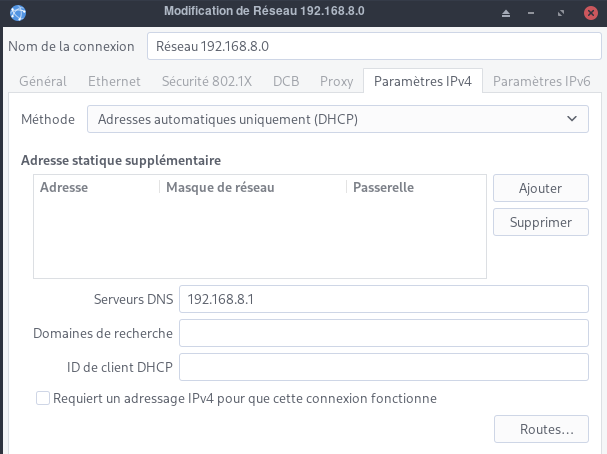 Modification de Réseau 192.168.8.0
Nom de la connexion Réseau 192.168.8.0
Général Ethernet Sécurité 802.1X DCB Proxy Paramètres IPv4 Paramètres IPv6
Méthode Adresses automatiques uniquement (DHCP)
Adresse statique supplémentaire
Adresse Masque de réseau Passerelle Ajouter
Supprimer
Serveurs DNS 192.168.8.1
Domaines de recherche
ID de client DHCP
Requiert un adressage IPv4 pour que cette connexion fonctionne
Routes…